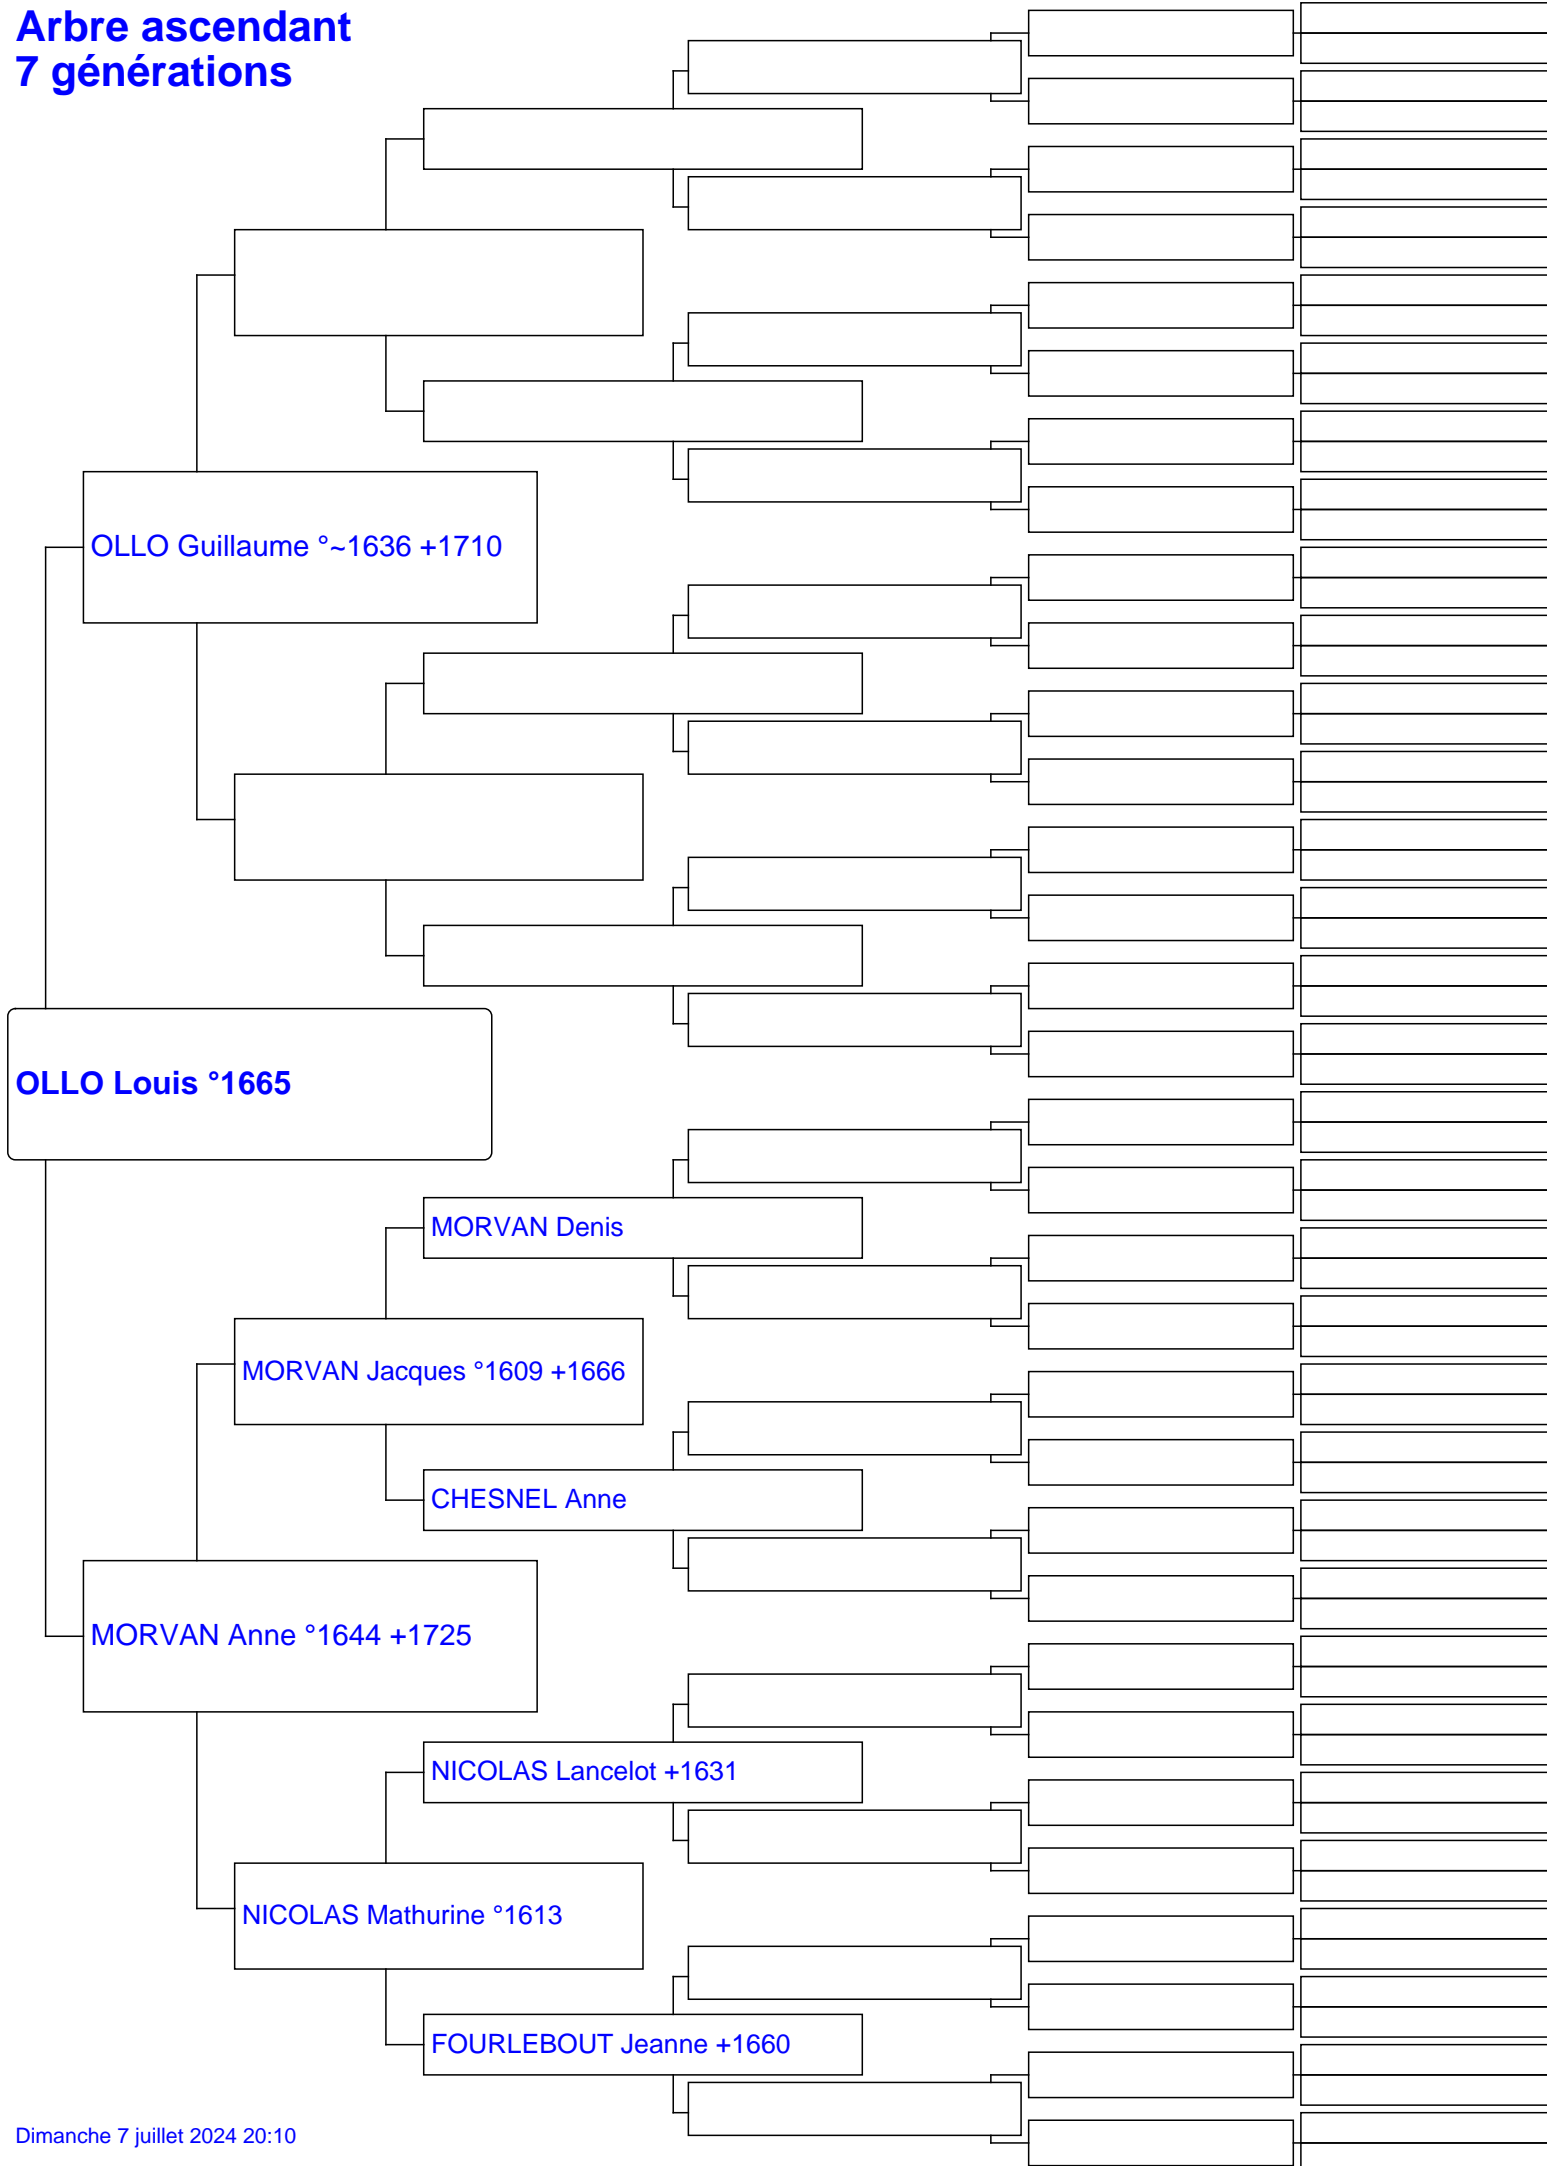 Arbre ascendant
7 générations
OLLO Guillaume °~1636 +1710
OLLO Louis °1665
MORVAN Denis
MORVAN Jacques °1609 +1666
CHESNEL Anne
MORVAN Anne °1644 +1725
NICOLAS Lancelot +1631
NICOLAS Mathurine °1613
FOURLEBOUT Jeanne +1660
Dimanche 7 juillet 2024 20:10